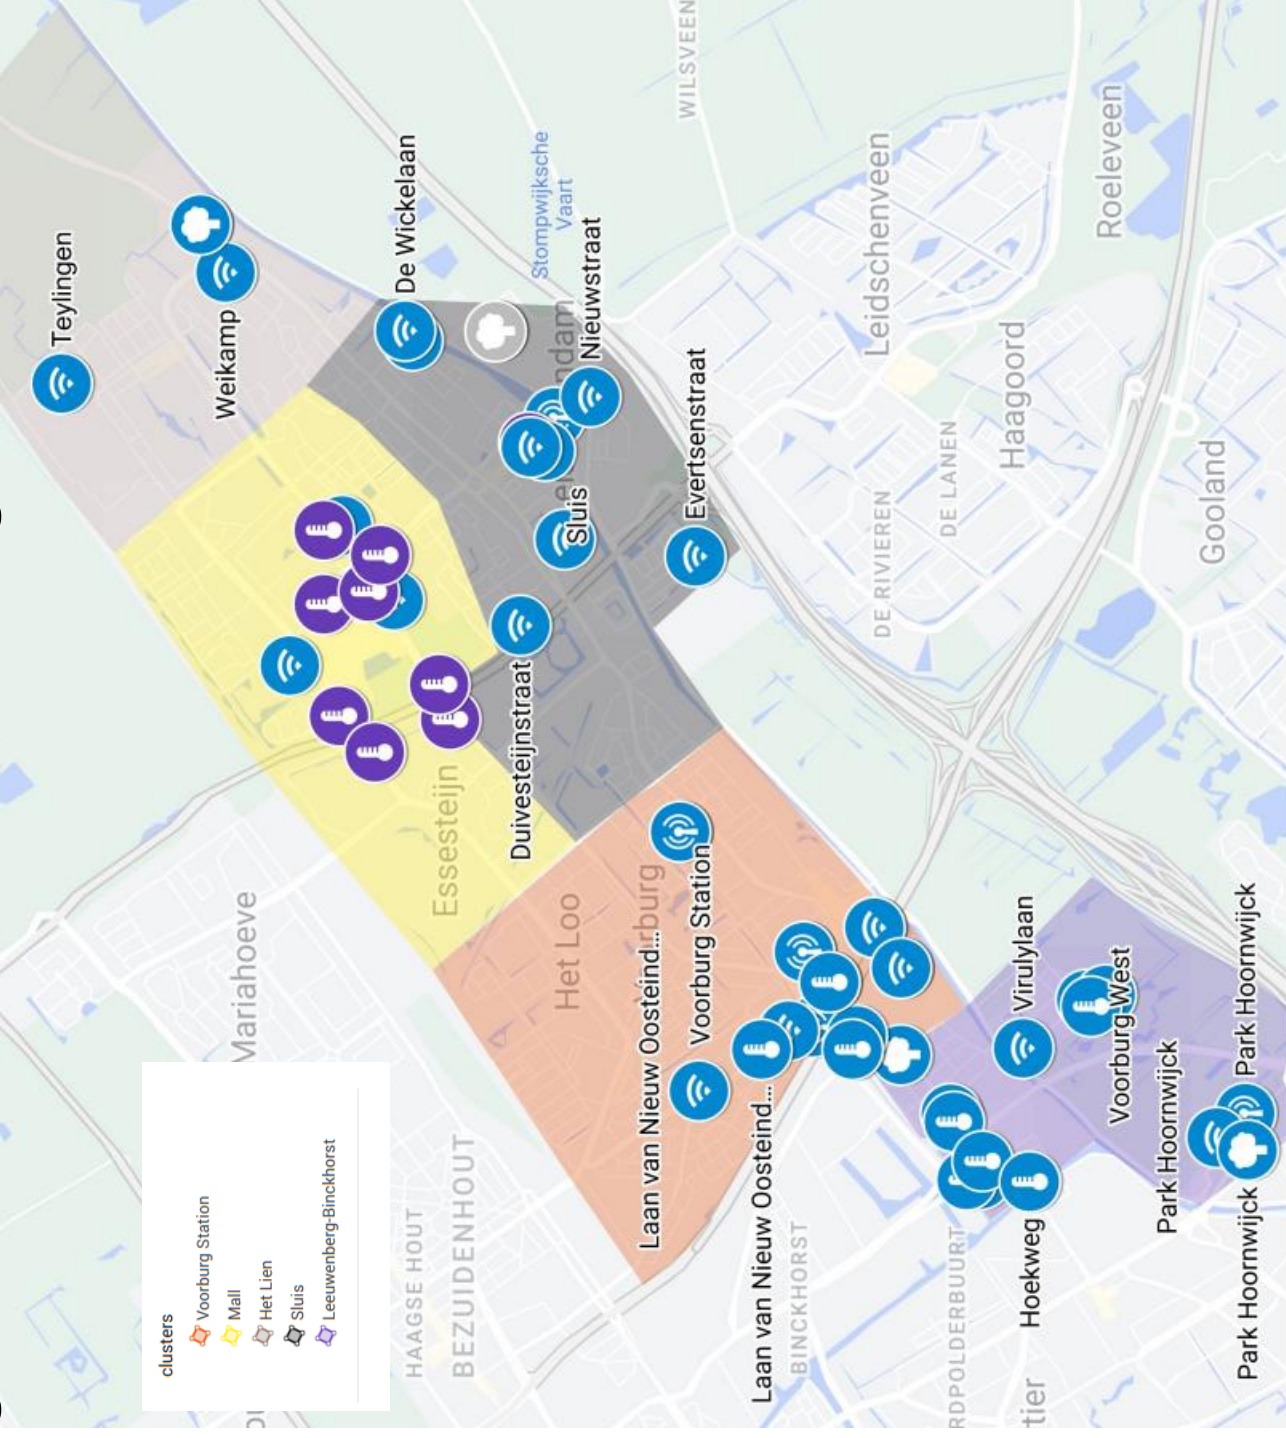 clusters
Voorburg Station
Mall
Het Lien
Sluis
Leeuwenberg-Binckhorst
Teylingen
Weikamp
De Wickelaan
Stompwijksche
Vaart
Nieuwstraat
Sluis
Evertsenstraat
Duivesteijnstraat
Essesteijn
Mariahoeve
Het Loo
Laan van Nieuw Oosteind...
Voorburg Station
Laan van Nieuw Oosteind...
HAAGSE HOUT
BEZUIDENHOUT
BINCKHORST
RDPOLDERBUURT
Hoekweg
tier
Virulylaan
Voorburg West
Park Hoornwijck
Park Hoornwijck
Park Hoornwijck
WILSVEEN
Leidschenveen
Roeleveen
Haagoord
DE LANEN
DE RIVIEREN
Gooland